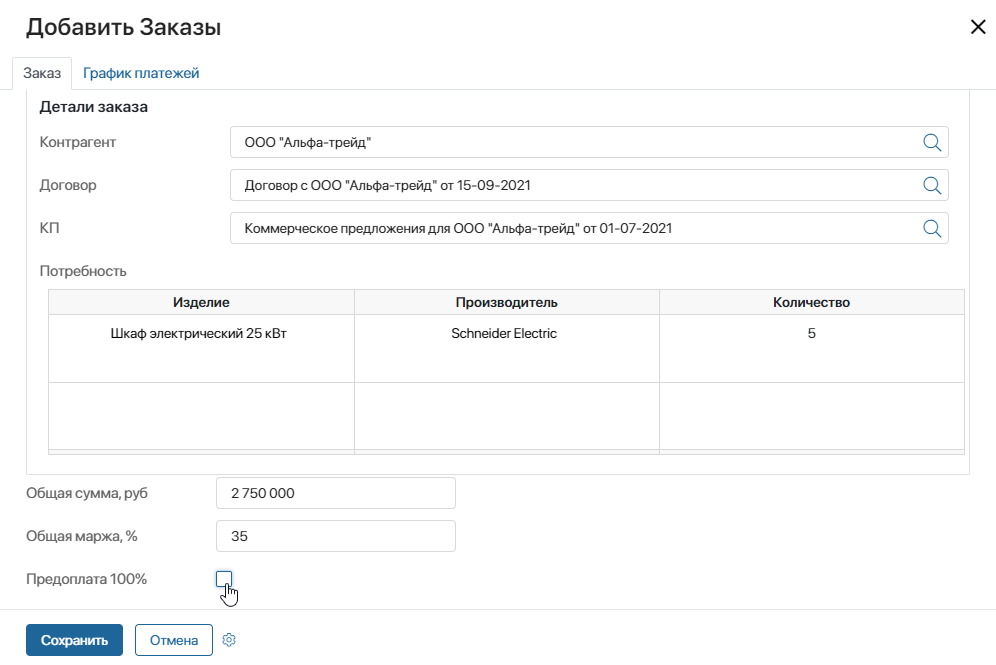 Добавить Заказы
Заказ График платежей
Детали заказа
Контрагент ООО "Альфа-трейд"
Договор Договор с ООО "Альфа-трейд" от 15-09-2021
КП Коммерческое предложения для ООО "Альфа-трейд" от 01-07-2021
Потребность
Изделие Производитель Количество
Шкаф электрический 25 кВт Schneider Electric 5
Общая сумма, руб 2 750 000
Общая маржа, % 35
Предоплата 100%
Сохранить Отмена